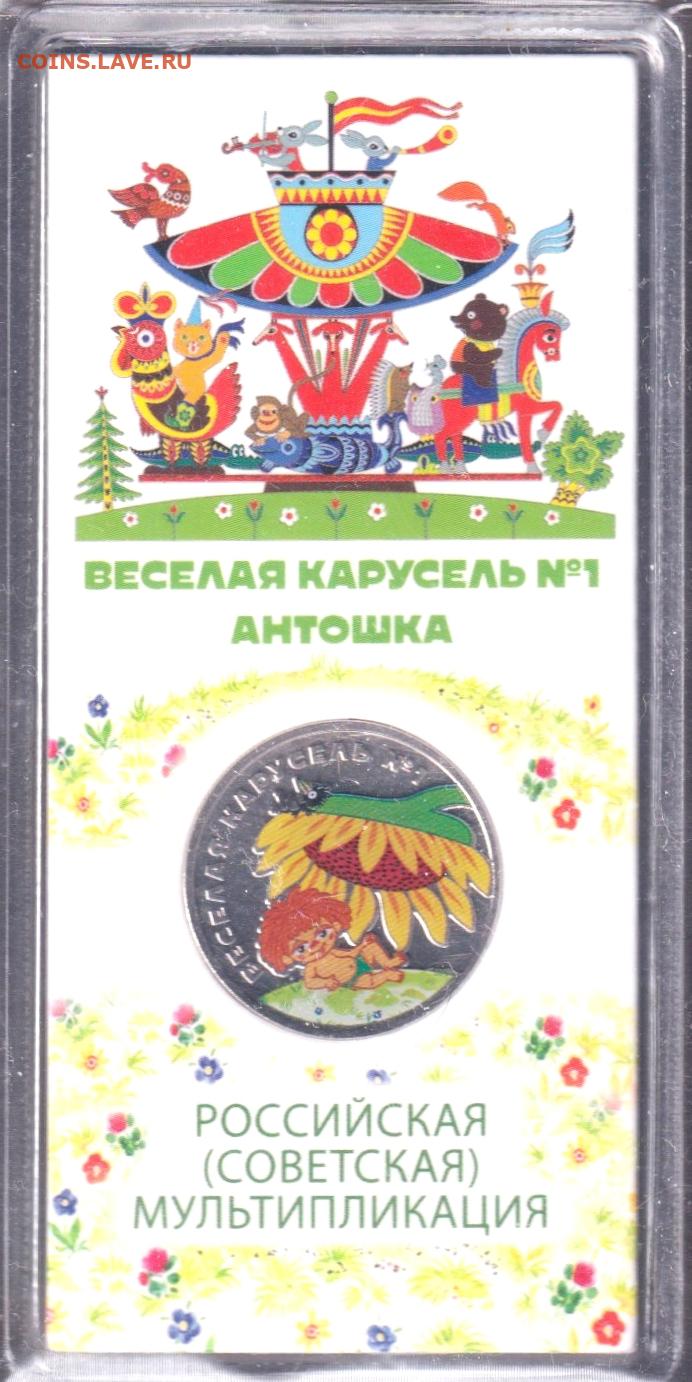 COINS.LAVE.RU
ВЕСЕЛАЯ КАРУСЕЛЬ №1
АНТОШКА
ВЕСЕЛАЯ КАРУСЕЛЬ №1
РОССИЙСКАЯ
(СОВЕТСКАЯ)
МУЛЬТИПЛИКАЦИЯ